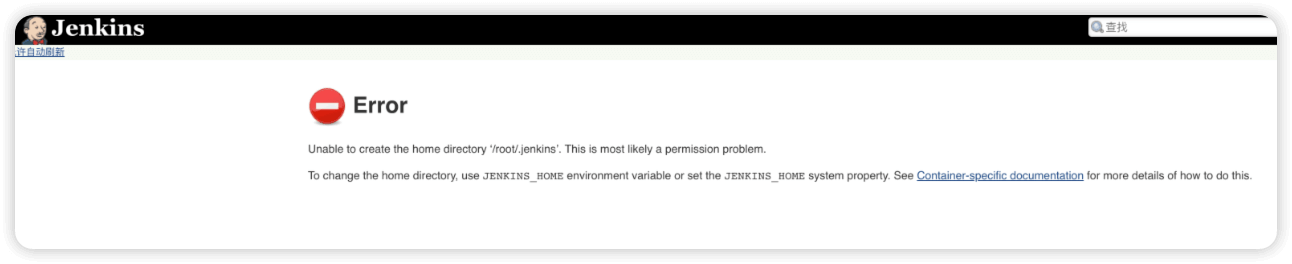 Jenkins
查找
许自动刷新
Error
Unable to create the home directory ‘/root/.jenkins’. This is most likely a permission problem.
To change the home directory, use JENKINS_HOME environment variable or set the JENKINS_HOME system property. See Container-specific documentation for more details of how to do this.